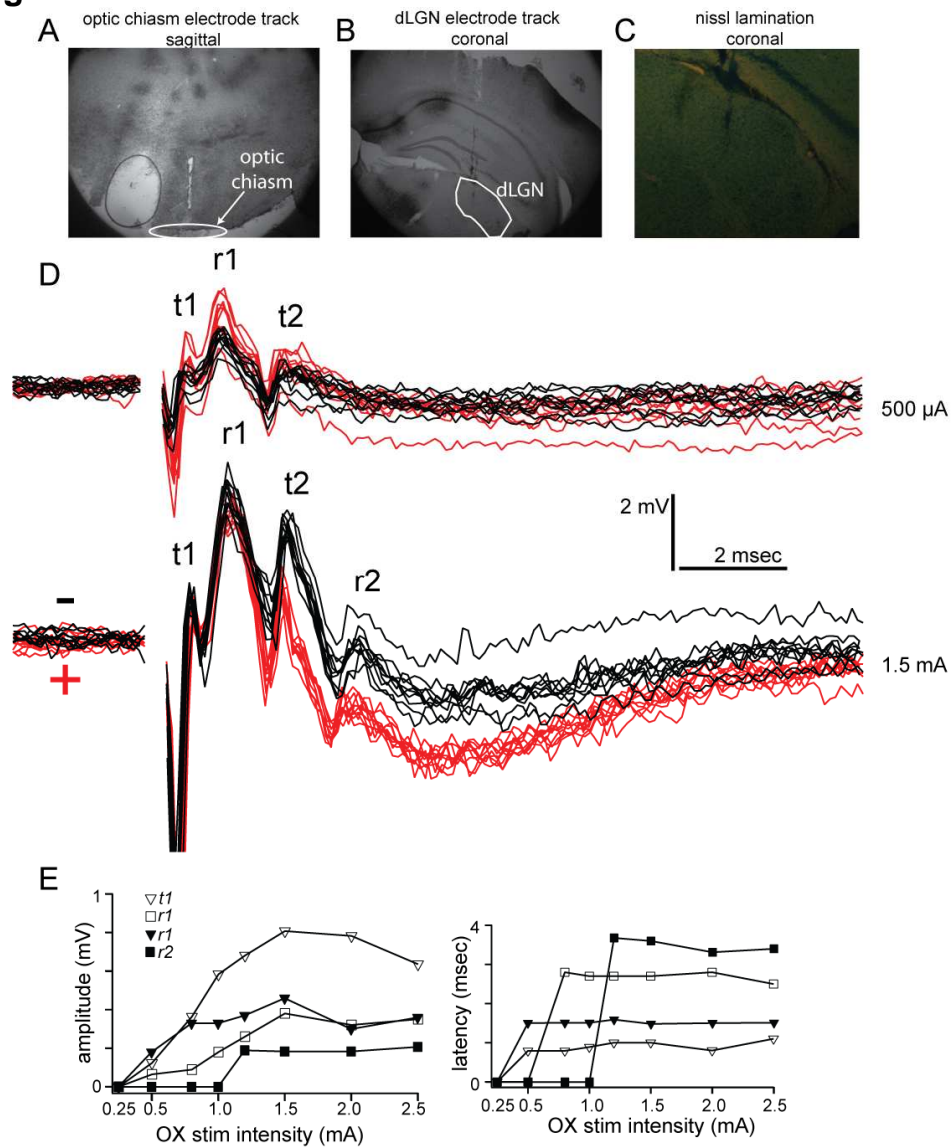 A
optic chiasm electrode track
sagittal
optic
chiasm
B
dLGN electrode track
coronal
dLGN
C
nissl lamination
coronal
D
t1
r1
t2
500 µA
t1
r1
t2
r2
-
+
2 mV
2 msec
1.5 mA
E
amplitude (mV)
1
0
t1
r1
r1
r2
0.25 0.5 1.0 1.5 2.0 2.5
OX stim intensity (mA)
latency (msec)
4
0
0.25 0.5 1.0 1.5 2.0 2.5
OX stim intensity (mA)